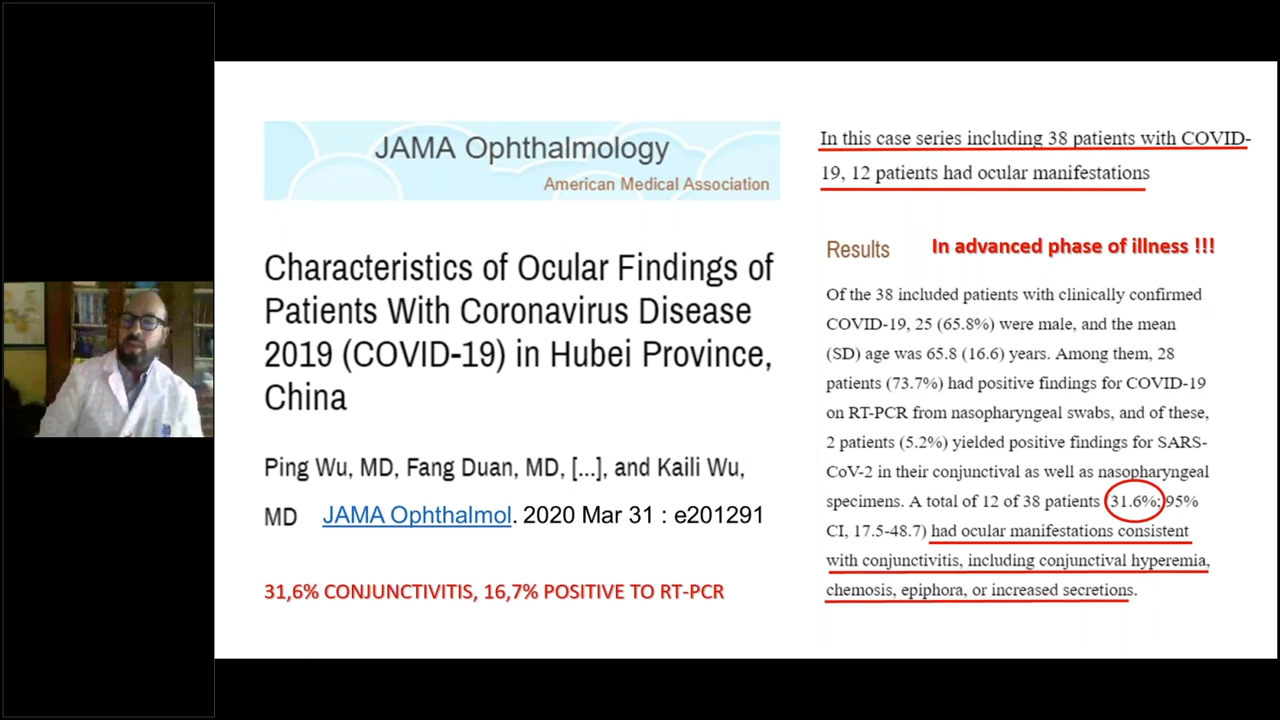 JAMA Ophthalmology
American Medical Association
Characteristics of Ocular Findings of
Patients With Coronavirus Disease
2019 (COVID-19) in Hubei Province,
China
Ping Wu, MD, Fang Duan, MD, [...], and Kaili Wu,
MD JAMA Ophthalmol. 2020 Mar 31 : e201291
31,6% CONJUNCTIVITIS, 16,7% POSITIVE TO RT-PCR
In this case series including 38 patients with COVID-
19, 12 patients had ocular manifestations
Results In advanced phase of illness !!!
Of the 38 included patients with clinically confirmed
COVID-19, 25 (65.8%) were male, and the mean
(SD) age was 65.8 (16.6) years. Among them, 28
patients (73.7%) had positive findings for COVID-19
on RT-PCR from nasopharyngeal swabs, and of these,
2 patients (5.2%) yielded positive findings for SARS-
CoV-2 in their conjunctival as well as nasopharyngeal
specimens. A total of 12 of 38 patients (31.6%; 95%
CI, 17.5-48.7) had ocular manifestations consistent
with conjunctivitis, including conjunctival hyperemia,
chemosis, epiphora, or increased secretions.